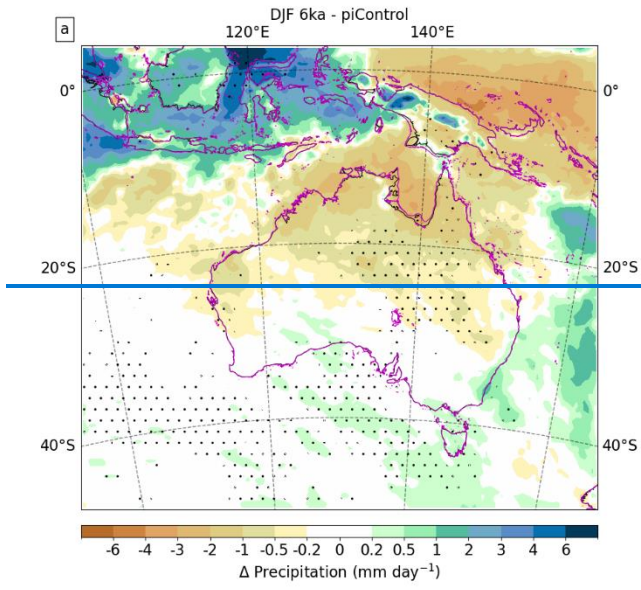 DJF 6ka - piControl
a
120°E 140°E
0° 0°
20°S 20°S
40°S 40°S
-6 -4 -3 -2 -1 -0.5 -0.2 0 0.2 0.5 1 2 3 4 6
Δ Precipitation (mm day⁻¹)